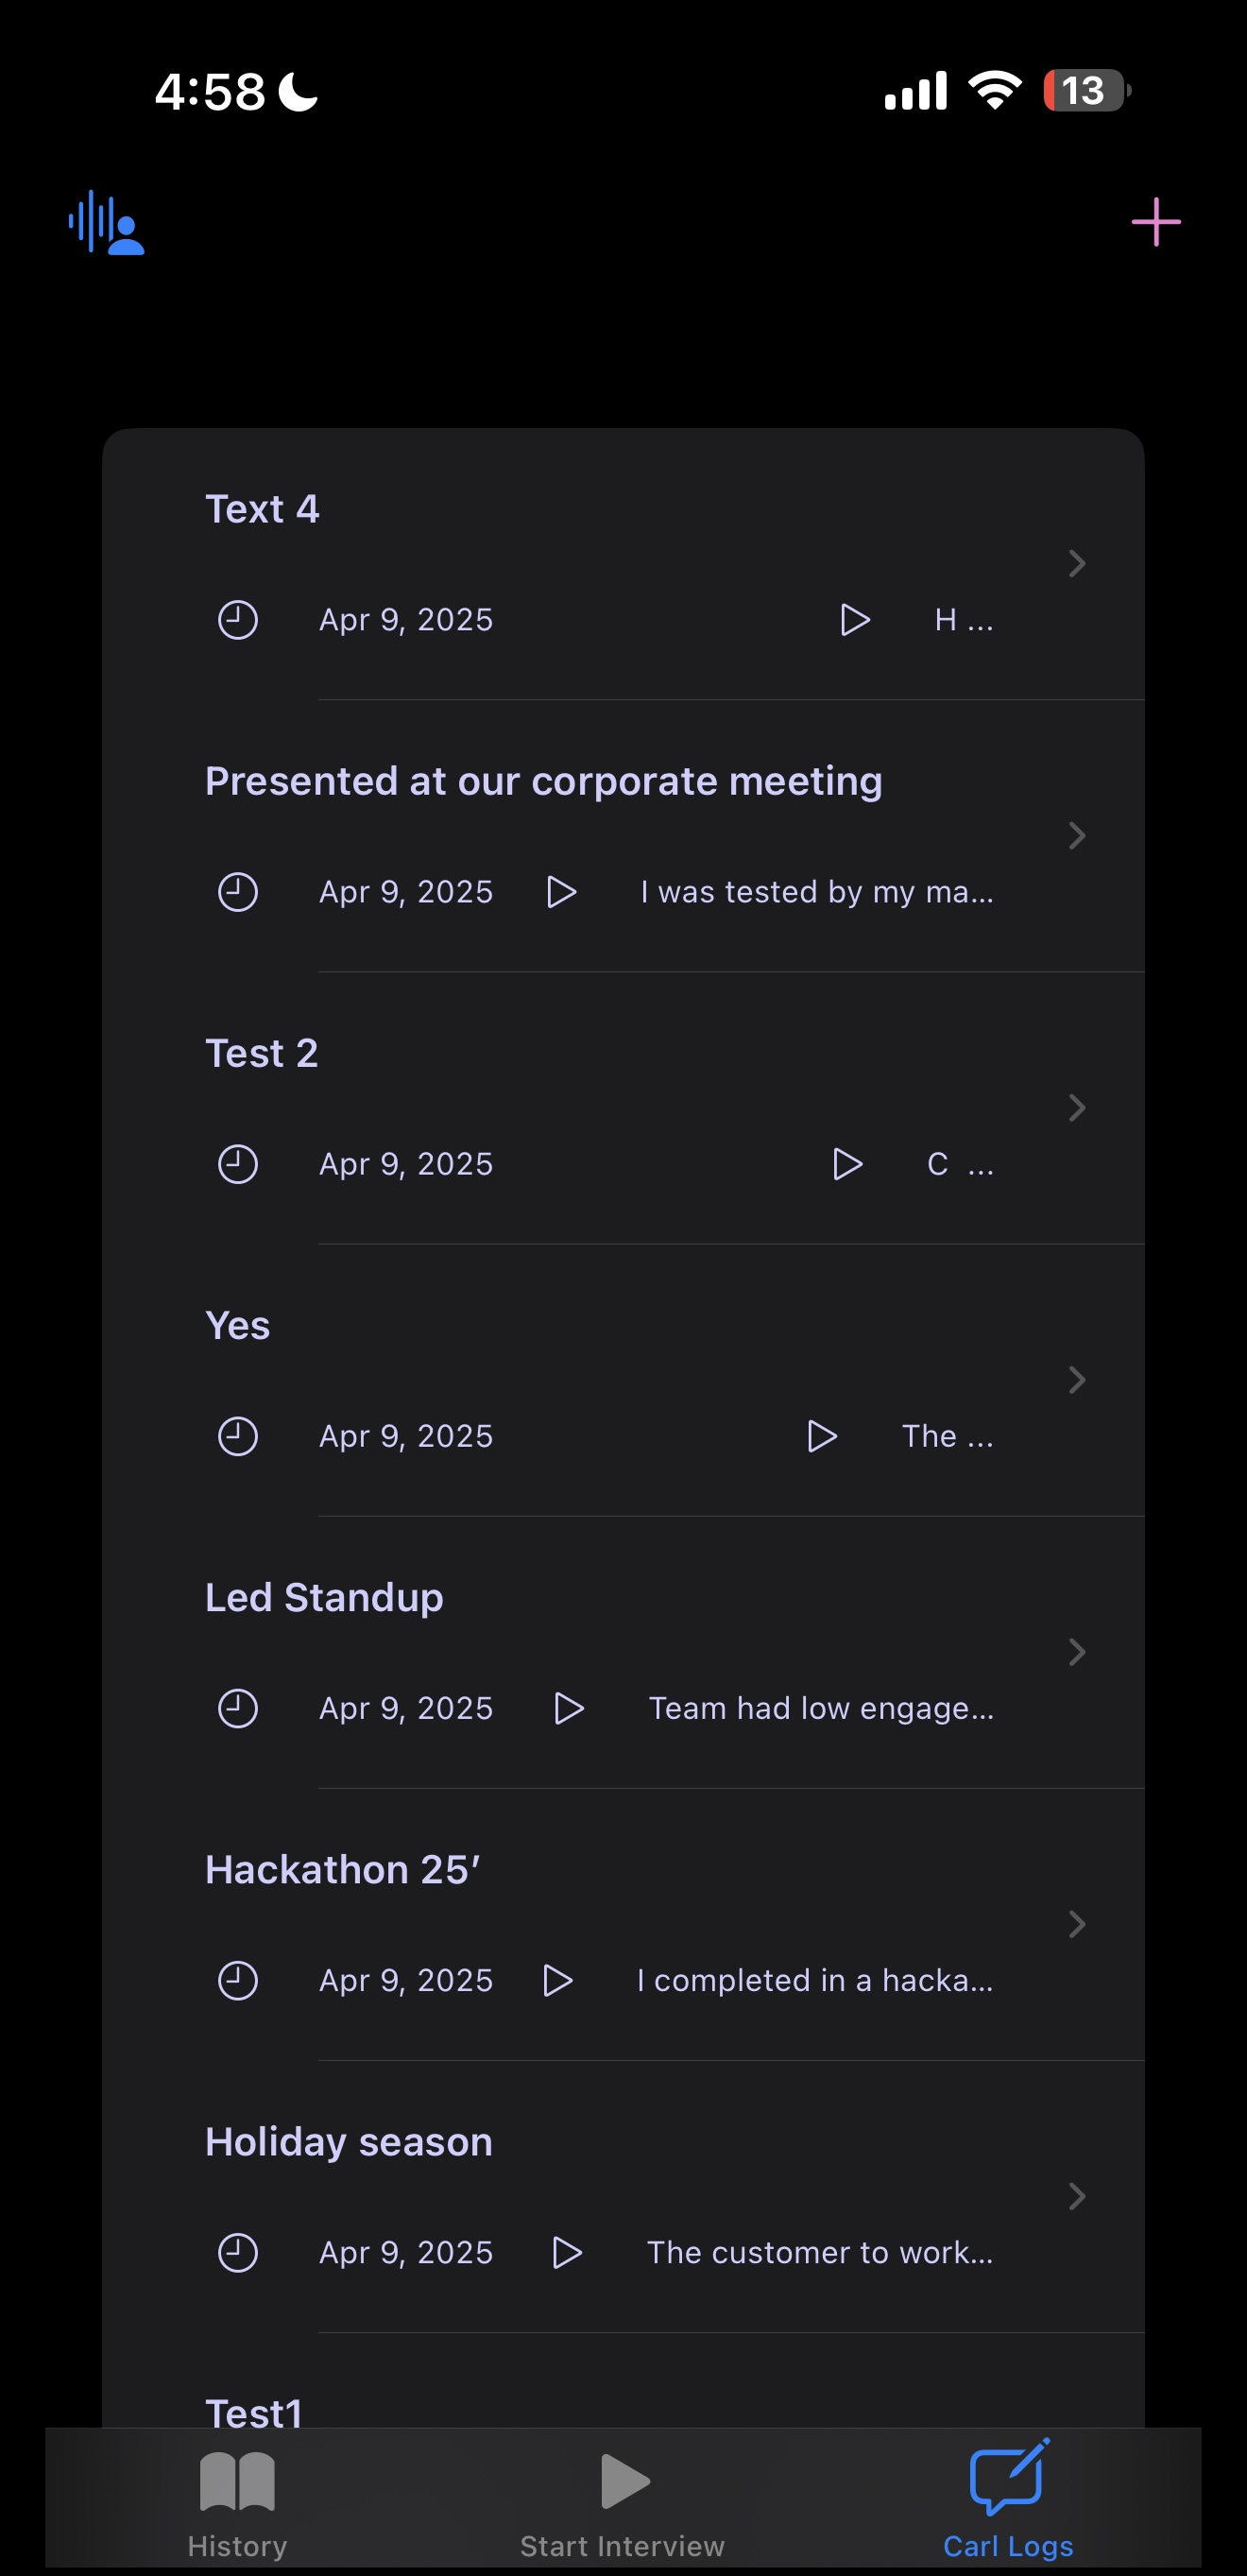 4:58
13
Text 4
Apr 9, 2025 H ...
Presented at our corporate meeting
Apr 9, 2025 I was tested by my ma...
Test 2
Apr 9, 2025 C ...
Yes
Apr 9, 2025 The ...
Led Standup
Apr 9, 2025 Team had low engage...
Hackathon 25’
Apr 9, 2025 I completed in a hacka...
Holiday season
Apr 9, 2025 The customer to work...
Test1
History Start Interview Carl Logs